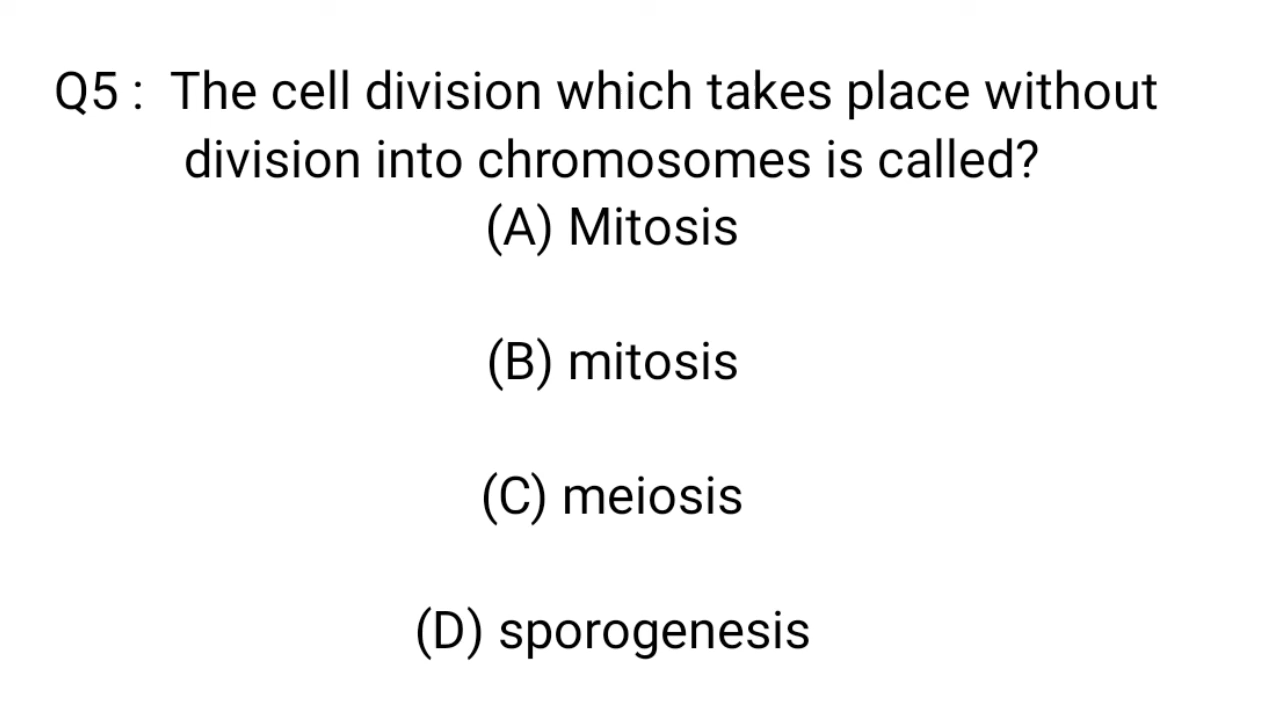 Q5 : The cell division which takes place without
division into chromosomes is called?
(A) Mitosis
(B) mitosis
(C) meiosis
(D) sporogenesis